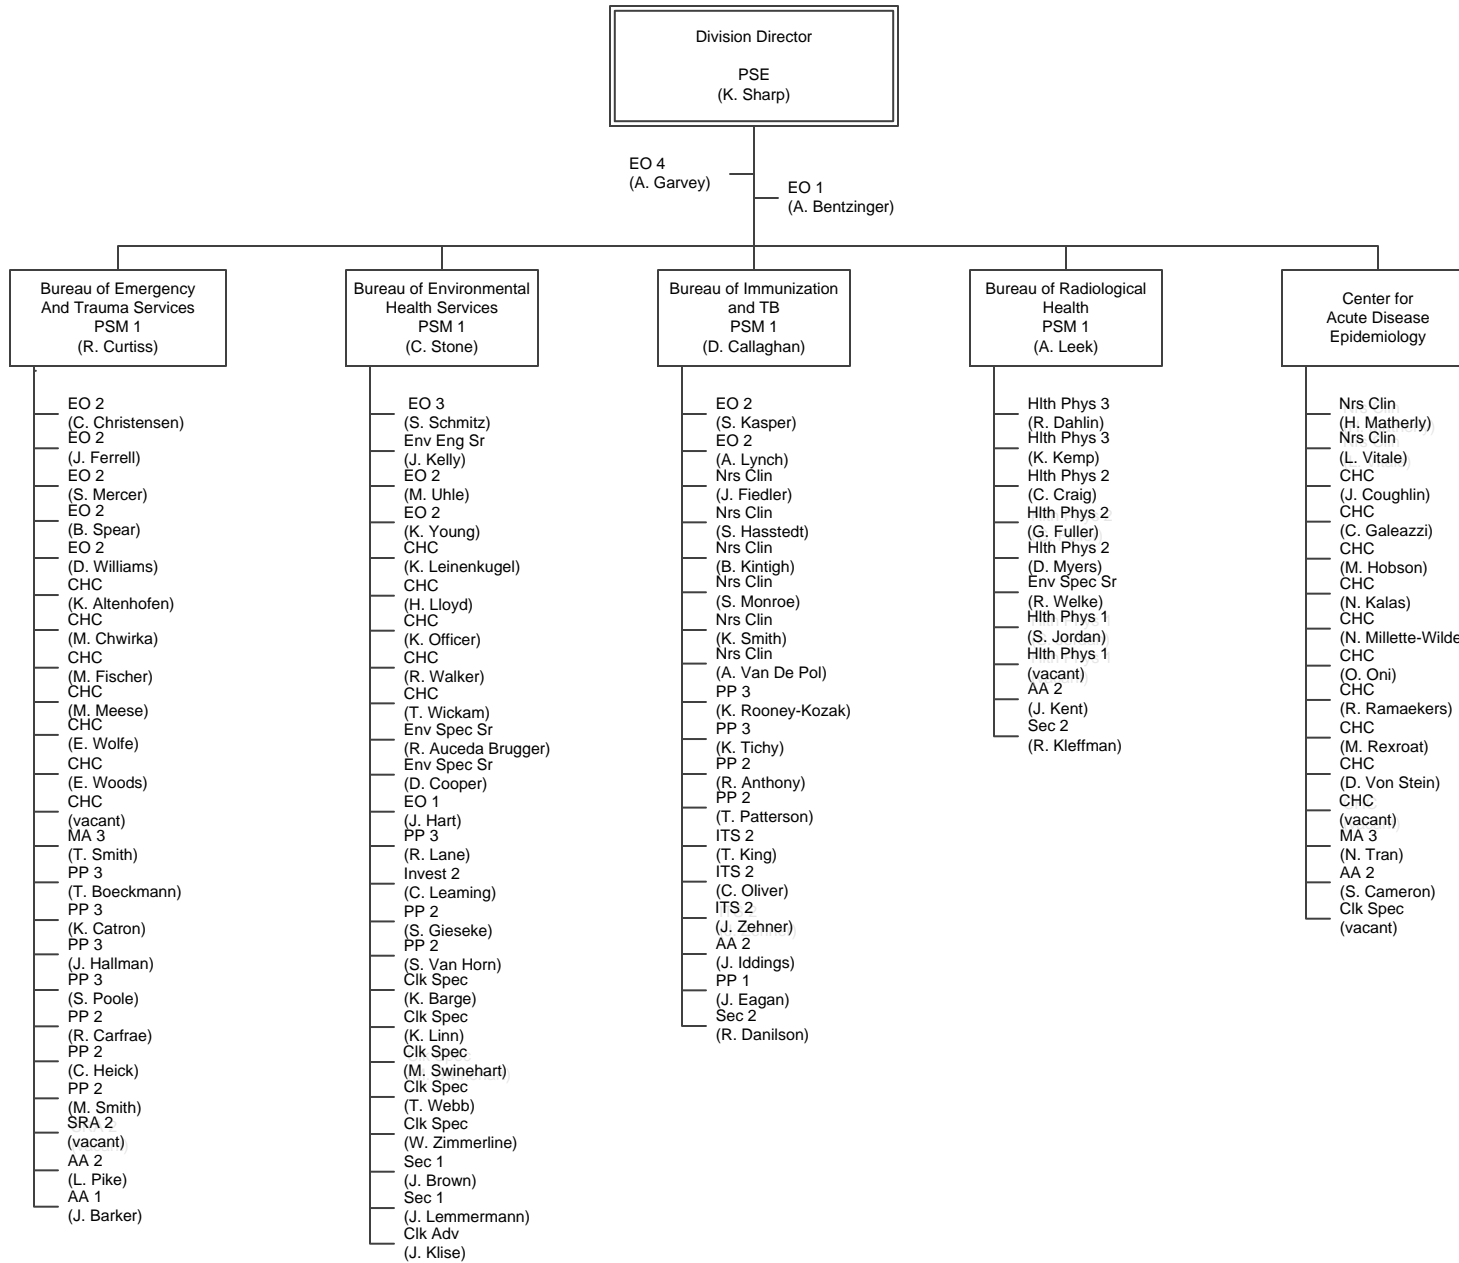 Division Director
PSE
(K. Sharp)
EO 4
(A. Garvey)
EO 1
(A. Bentzinger)
Bureau of Emergency
And Trauma Services
PSM 1
(R. Curtiss)
EO 2
(C. Christensen)
EO 2
(J. Ferrell)
EO 2
(S. Mercer)
EO 2
(B. Spear)
EO 2
(D. Williams)
CHC
(K. Altenhofen)
CHC
(M. Chwirka)
CHC
(M. Fischer)
CHC
(M. Meese)
CHC
(E. Wolfe)
CHC
(E. Woods)
CHC
(vacant)
MA 3
(T. Smith)
PP 3
(T. Boeckmann)
PP 3
(K. Catron)
PP 3
(J. Hallman)
PP 3
(S. Poole)
PP 2
(R. Carfrae)
PP 2
(C. Heick)
PP 2
(M. Smith)
SRA 2
(vacant)
AA 2
(L. Pike)
AA 1
(J. Barker)
Bureau of Environmental
Health Services
PSM 1
(C. Stone)
EO 3
(S. Schmitz)
Env Eng Sr
(J. Kelly)
EO 2
(M. Uhle)
EO 2
(K. Young)
CHC
(K. Leinenkugel)
CHC
(H. Lloyd)
CHC
(K. Officer)
CHC
(R. Walker)
CHC
(T. Wickam)
Env Spec Sr
(R. Auceda Brugger)
Env Spec Sr
(D. Cooper)
EO 1
(J. Hart)
PP 3
(R. Lane)
Invest 2
(C. Leaming)
PP 2
(S. Gieseke)
PP 2
(S. Van Horn)
Clk Spec
(K. Barge)
Clk Spec
(K. Linn)
Clk Spec
(M. Swinehart)
Clk Spec
(T. Webb)
Clk Spec
(W. Zimmerline)
Sec 1
(J. Brown)
Sec 1
(J. Lemmermann)
Clk Adv
(J. Klise)
Bureau of Immunization
and TB
PSM 1
(D. Callaghan)
EO 2
(S. Kasper)
EO 2
(A. Lynch)
Nrs Clin
(J. Fiedler)
Nrs Clin
(S. Hasstedt)
Nrs Clin
(B. Kintigh)
Nrs Clin
(S. Monroe)
Nrs Clin
(K. Smith)
Nrs Clin
(A. Van De Pol)
PP 3
(K. Rooney-Kozak)
PP 3
(K. Tichy)
PP 2
(R. Anthony)
PP 2
(T. Patterson)
ITS 2
(T. King)
ITS 2
(C. Oliver)
ITS 2
(J. Zehner)
AA 2
(J. Iddings)
PP 1
(J. Eagan)
Sec 2
(R. Danilson)
Bureau of Radiological
Health
PSM 1
(A. Leek)
Hlth Phys 3
(R. Dahlin)
Hlth Phys 3
(K. Kemp)
Hlth Phys 2
(C. Craig)
Hlth Phys 2
(G. Fuller)
Hlth Phys 2
(D. Myers)
Env Spec Sr
(R. Welke)
Hlth Phys 1
(S. Jordan)
Hlth Phys 1
(vacant)
AA 2
(J. Kent)
Sec 2
(R. Kleffman)
Center for
Acute Disease
Epidemiology
Nrs Clin
(H. Matherly)
Nrs Clin
(L. Vitale)
CHC
(J. Coughlin)
CHC
(C. Galeazzi)
CHC
(M. Hobson)
CHC
(N. Kalas)
CHC
(N. Millette-Wilde
CHC
(O. Oni)
CHC
(R. Ramaekers)
CHC
(M. Rexroat)
CHC
(D. Von Stein)
CHC
(vacant)
MA 3
(N. Tran)
AA 2
(S. Cameron)
Clk Spec
(vacant)